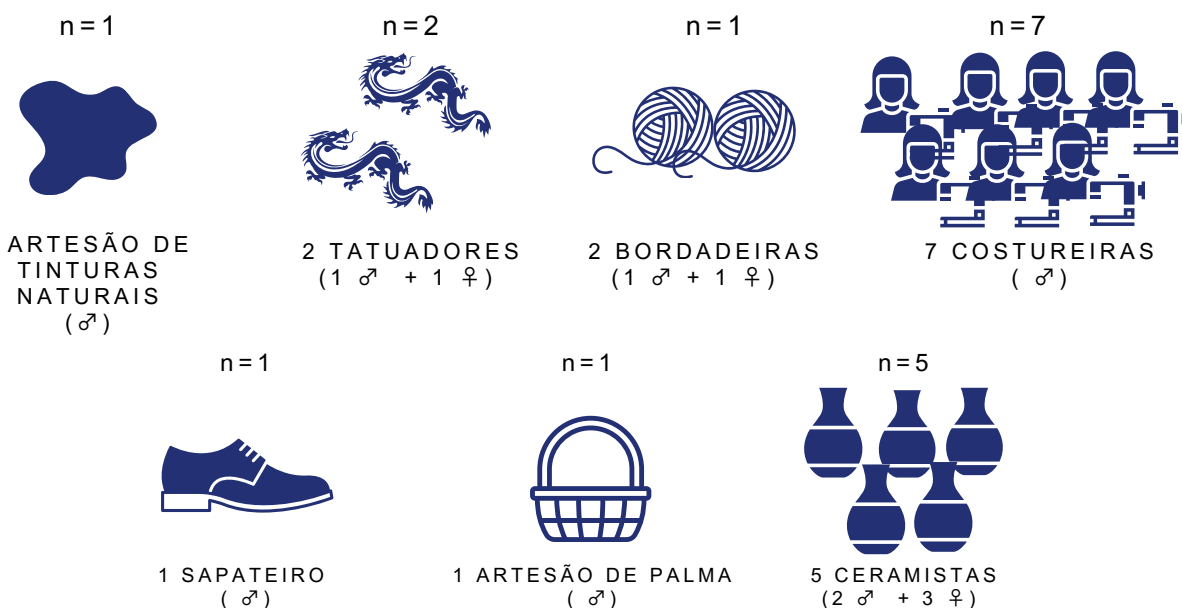 n=1
n=2
n=1
n=7
ARTESÃO DE
TINTURAS
NATURAIS
(♂)
2 TATUADORES
(1 ♂ + 1 ♀)
2 BORDADEIRAS
(1 ♂ + 1 ♀)
7 COSTUREIRAS
( ♂)
n=1
n=1
n=5
1 SAPATEIRO
( ♂)
1 ARTESÃO DE PALMA
( ♂)
5 CERAMISTAS
(2 ♂ + 3 ♀)